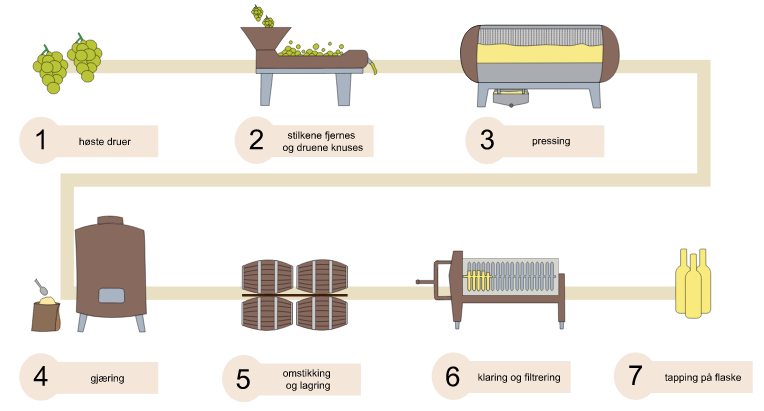 1 høste druer
2 stilkene fjernes
og druene knuses
3 pressing
4 gjæring
5 omstikking
og lagring
6 klaring og filtrering
7 tapping på flaske